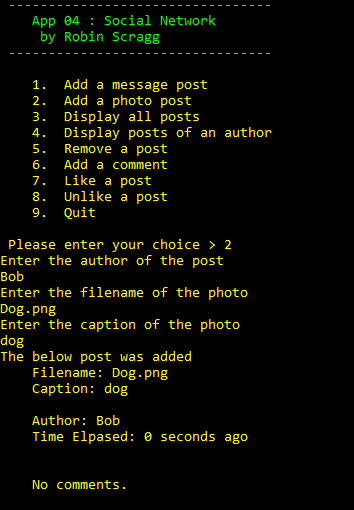 ---------------------------------
App 04 : Social Network
by Robin Scragg
---------------------------------
1. Add a message post
2. Add a photo post
3. Display all posts
4. Display posts of an author
5. Remove a post
6. Add a comment
7. Like a post
8. Unlike a post
9. Quit
Please enter your choice > 2
Enter the author of the post
Bob
Enter the filename of the photo
Dog.png
Enter the caption of the photo
dog
The below post was added
Filename: Dog.png
Caption: dog
Author: Bob
Time Elpased: 0 seconds ago
No comments.